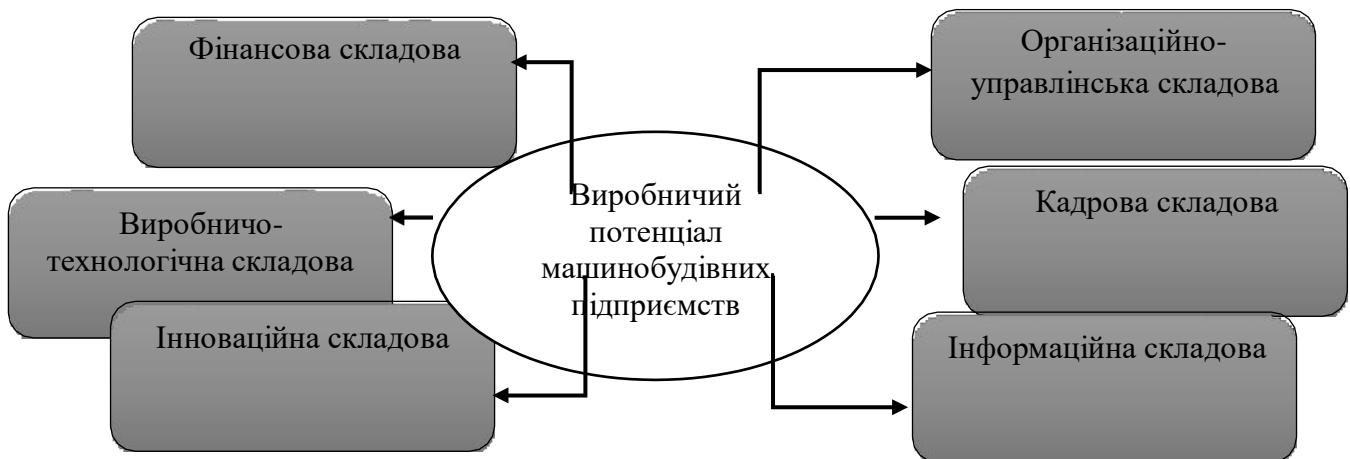 Фінансова складова
Організаційно-
управлінська складова
Виробничо-
технологічна складова
Виробничий
потенціал
машинобудівних
підприємств
Кадрова складова
Інноваційна складова
Інформаційна складова